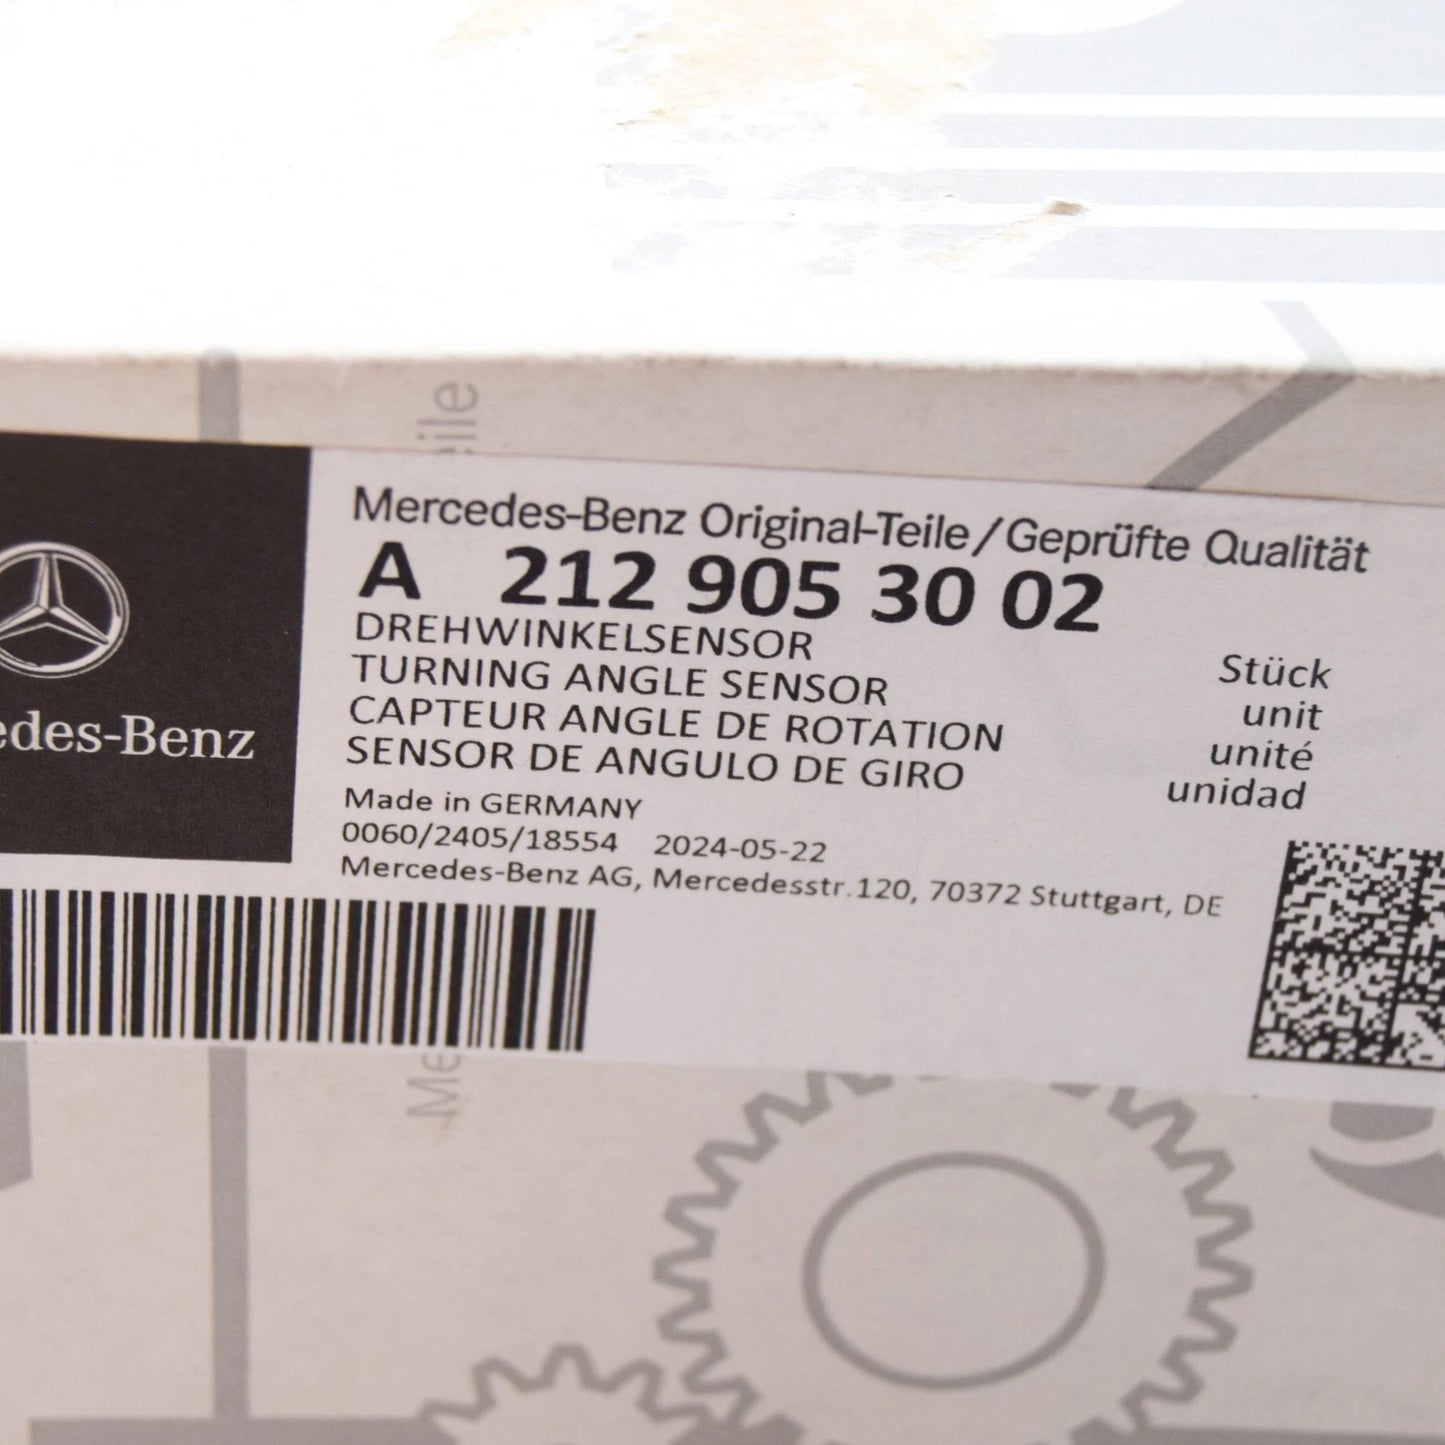 Mercedes-Benz Original-Teile/Geprüfte Qualität
A 212 905 30 02
DREHWINKELSENSOR
TURNING ANGLE SENSOR
CAPTEUR ANGLE DE ROTATION
SENSOR DE ANGULO DE GIRO
Stück
unit
unité
unidad
Made in GERMANY
0060/2405/18554 2024-05-22
Mercedes-Benz AG, Mercedesstr.120, 70372 Stuttgart, DE
edes-Benz
eile
Me